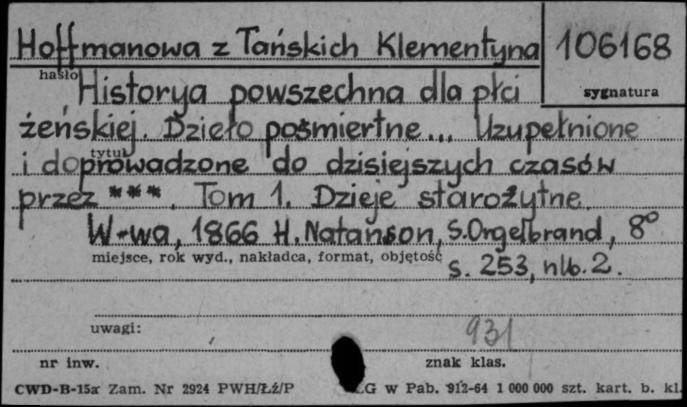 Hoffmanowa z Tańskich Klementyna
106168
hasło
sygnatura
Historya powszechna dla płci
żeńskiej. Dzieło pośmiertne... Uzupełnione
tytuł
i doprowadzone do dzisiejszych czasów
przez ***. Tom 1. Dzieje starożytne.
W-wa, 1866 H. Natanson, S. Orgelbrand, 8°
miejsce, rok wyd., nakładca, format, objętość
s. 253, nlb. 2.
uwagi:
931
nr inw.
znak klas.
CWD-B-15a Zam. Nr 2924 PWH/Łź/P
ZG w Pab. 912-64 1 000 000 szt. kart. b. kl.